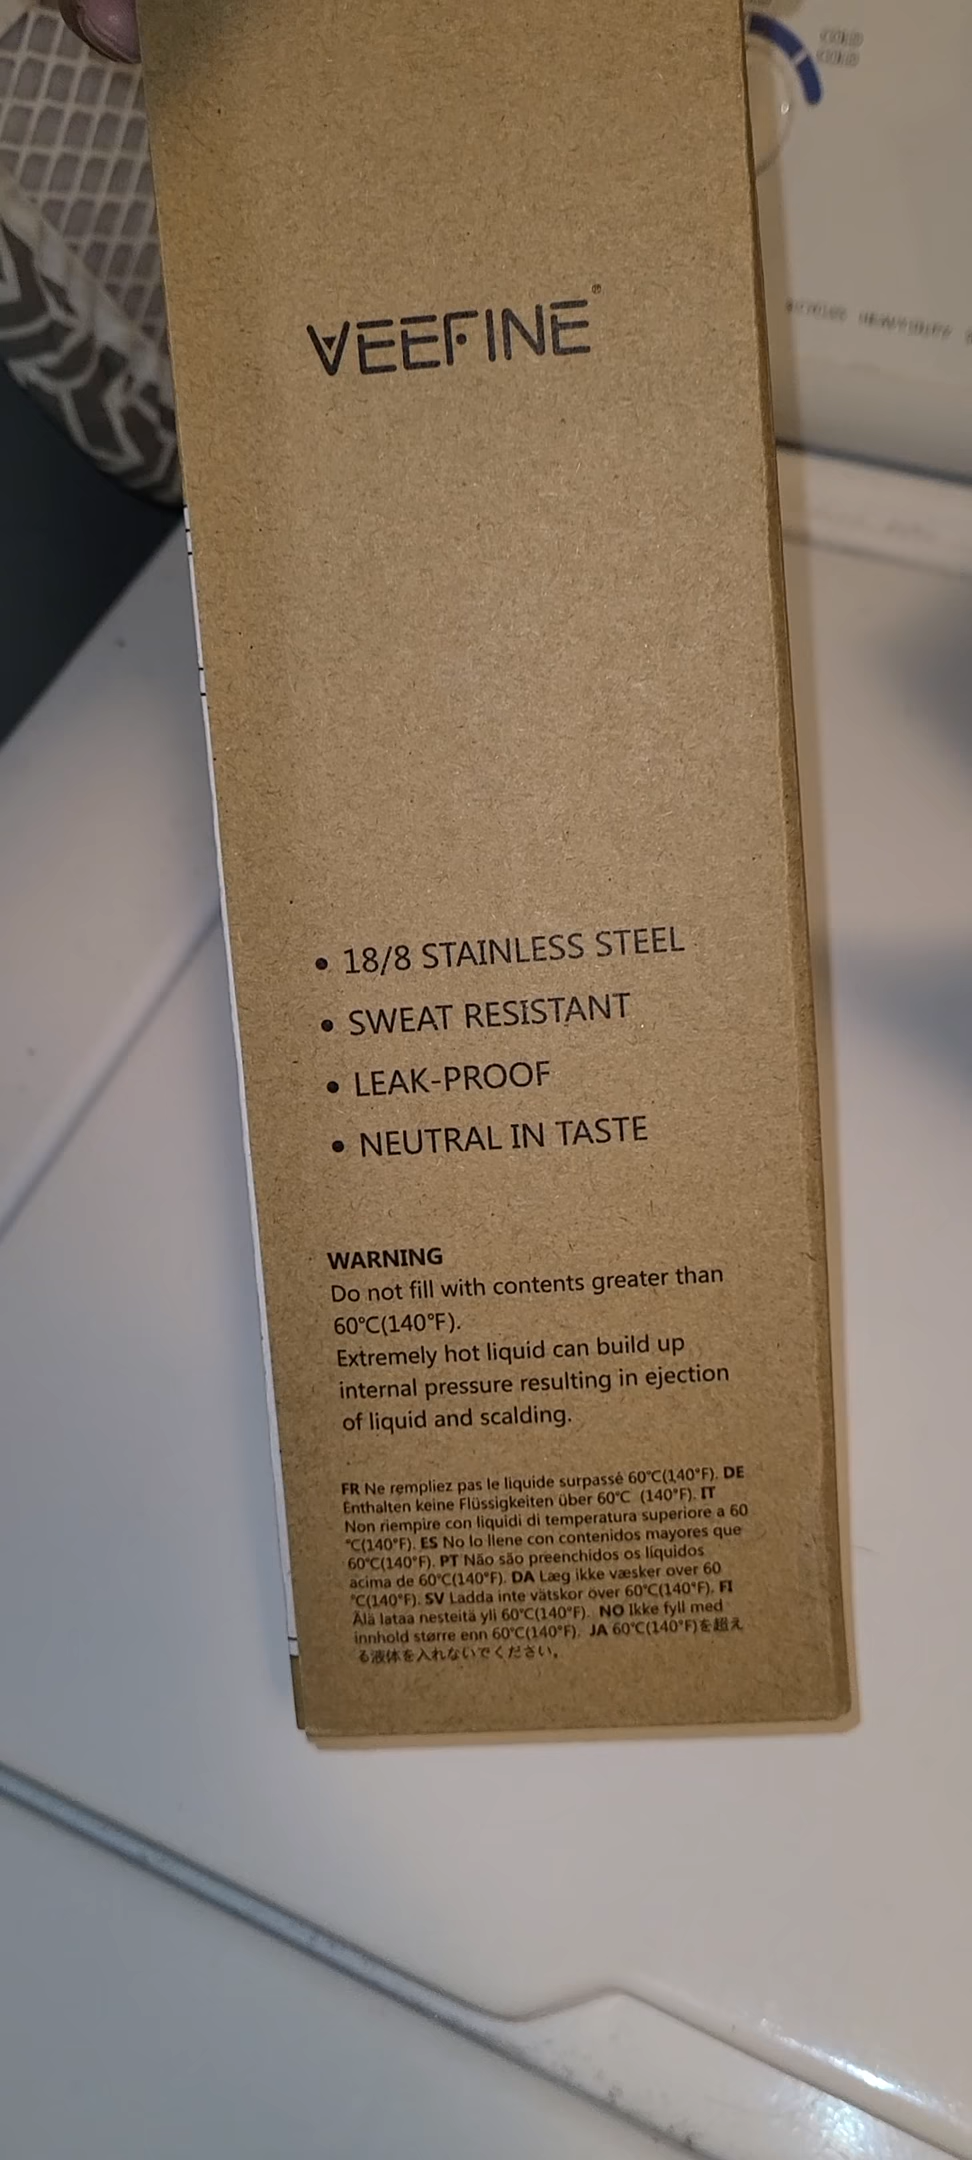 COLD
COLD
VEEFINE®
• 18/8 STAINLESS STEEL
• SWEAT RESISTANT
• LEAK-PROOF
• NEUTRAL IN TASTE
WARNING
Do not fill with contents greater than
60℃(140℉).
Extremely hot liquid can build up
internal pressure resulting in ejection
of liquid and scalding.
FR Ne rempliez pas le liquide surpassé 60℃(140℉). DE
Enthalten keine Flüssigkeiten über 60℃ (140℉). IT
Non riempire con liquidi di temperatura superiore a 60
℃(140℉). ES No lo llene con contenidos mayores que
60℃(140℉). PT Não são preenchidos os líquidos
acima de 60℃(140℉). DA Læg ikke væsker over 60
℃(140℉). SV Ladda inte vätskor över 60℃(140℉). FI
Älä lataa nesteitä yli 60℃(140℉). NO Ikke fyll med
innhold større enn 60℃(140℉). JA 60℃(140℉)を超え
る液体を入れないでください。